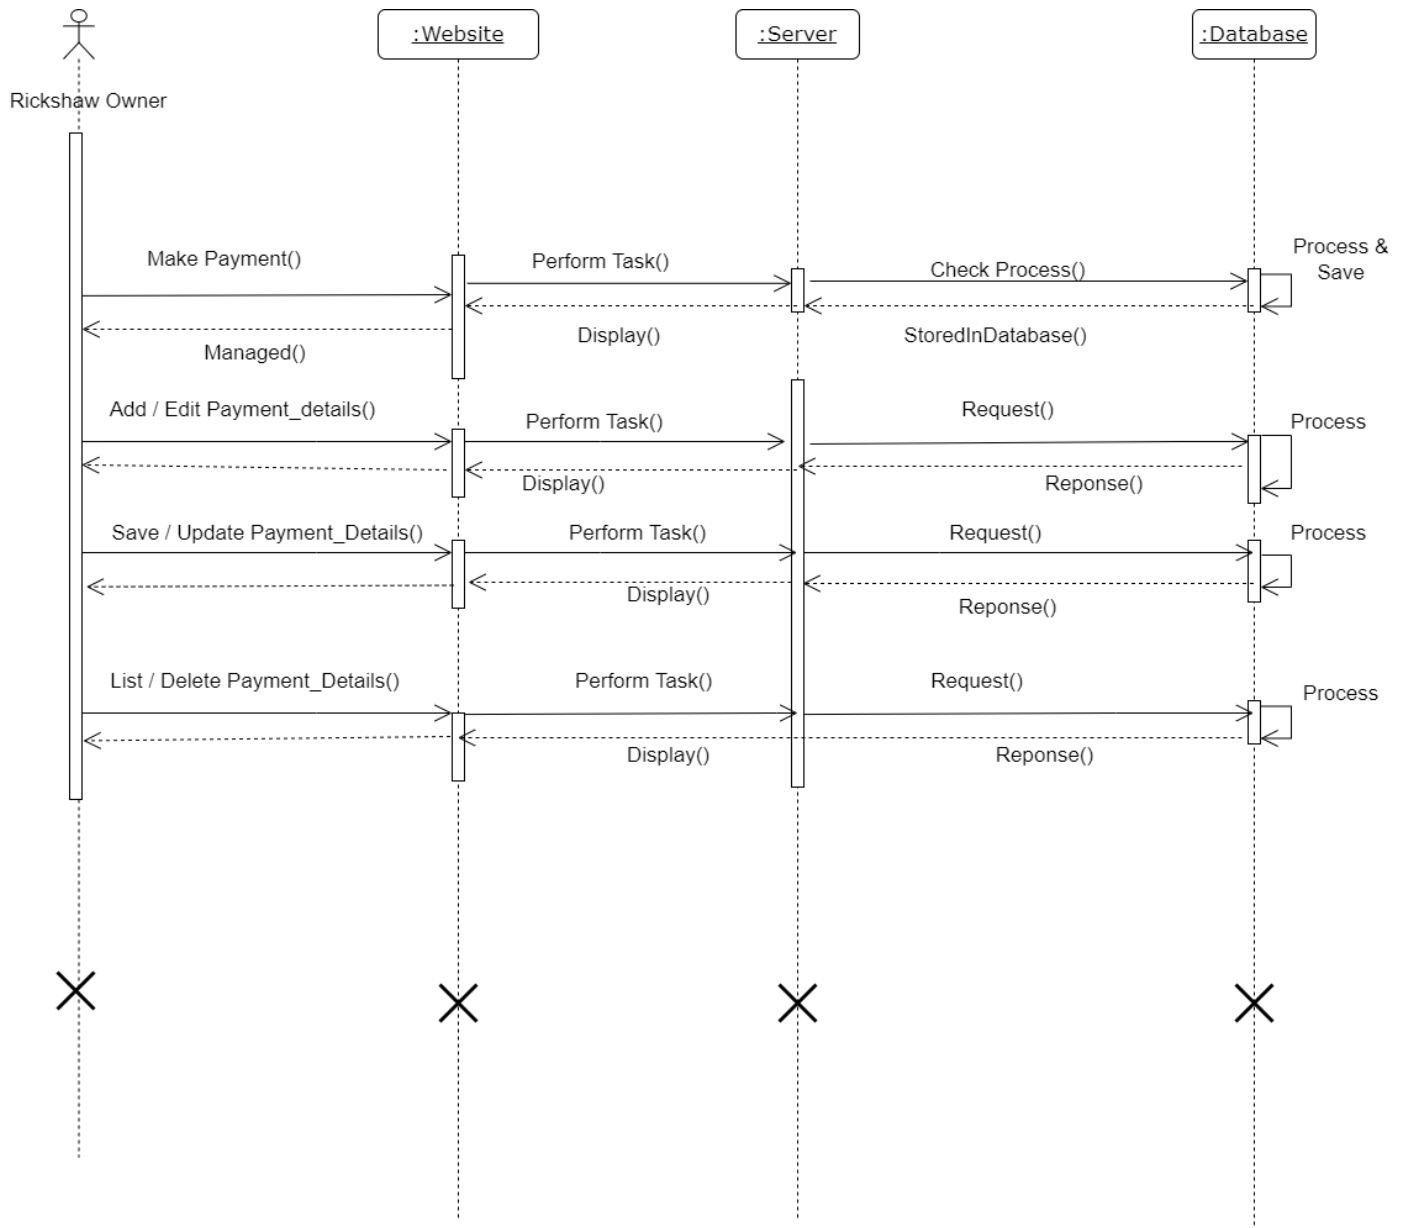 :Website
:Server
:Database
Rickshaw Owner
Process &
Save
Make Payment()
Perform Task()
Check Process()
Display()
StoredInDatabase()
Managed()
Add / Edit Payment_details()
Perform Task()
Request()
Process
Display()
Reponse()
Save / Update Payment_Details()
Perform Task()
Request()
Process
Display()
Reponse()
List / Delete Payment_Details()
Perform Task()
Request()
Process
Display()
Reponse()